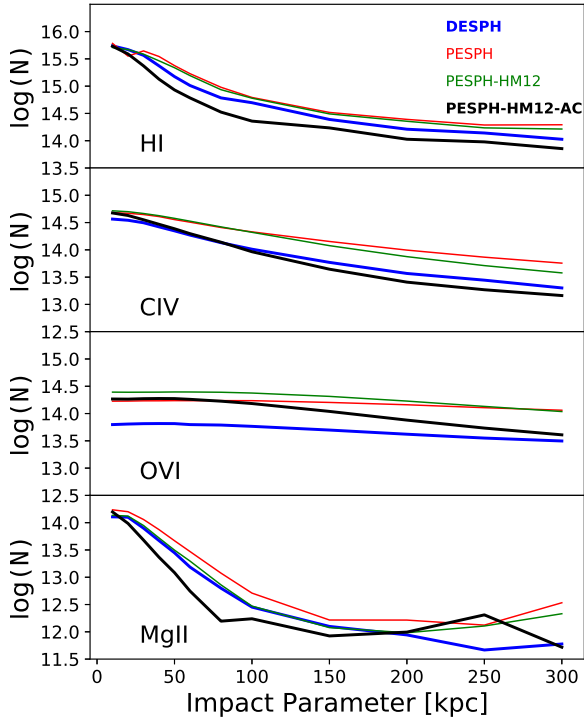 DESPH
PESPH
PESPH-HM12
PESPH-HM12-AC
log(N)
16.0
15.5
15.0
14.5
14.0
13.5
HI
log(N)
15.0
14.5
14.0
13.5
13.0
12.5
CIV
log(N)
14.5
14.0
13.5
13.0
12.5
OVI
log(N)
14.0
13.5
13.0
12.5
12.0
11.5
MgII
0 50 100 150 200 250 300
Impact Parameter [kpc]